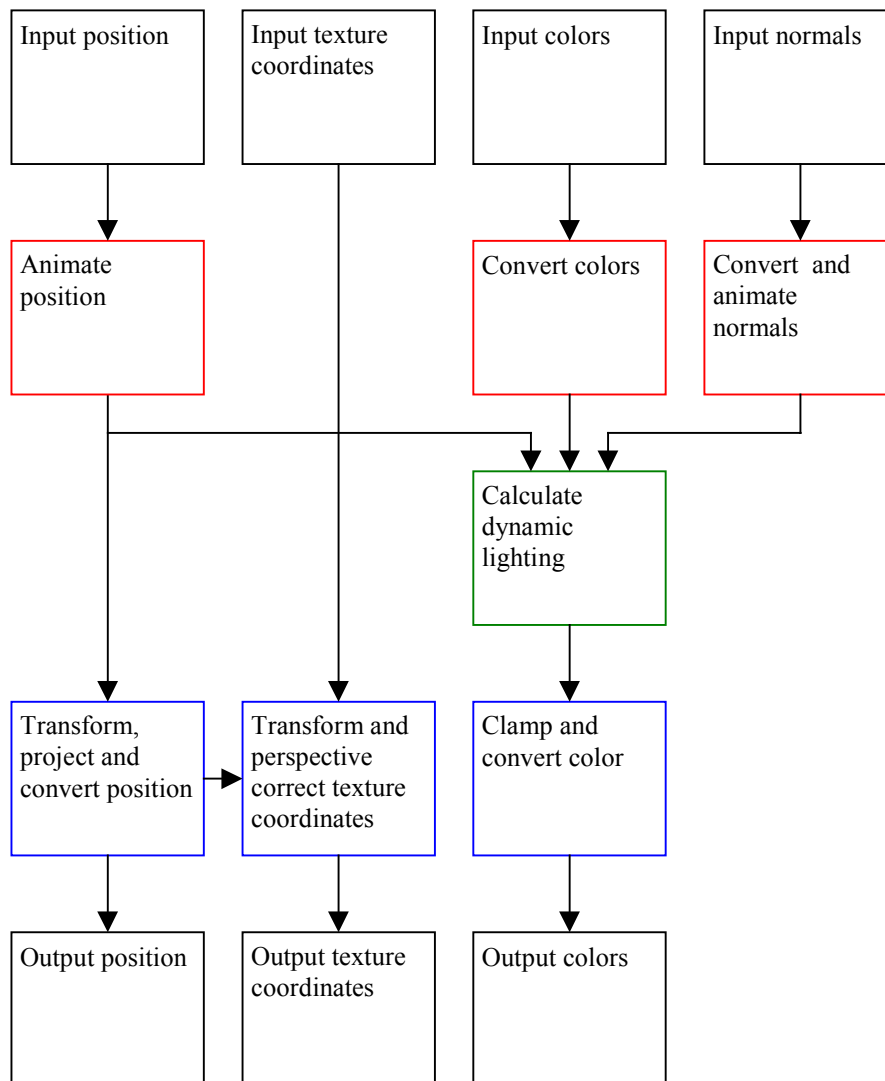 Input position
Input texture
coordinates
Input colors
Input normals
Animate
position
Convert colors
Convert and
animate
normals
Calculate
dynamic
lighting
Transform,
project and
convert position
Transform and
perspective
correct texture
coordinates
Clamp and
convert color
Output position
Output texture
coordinates
Output colors